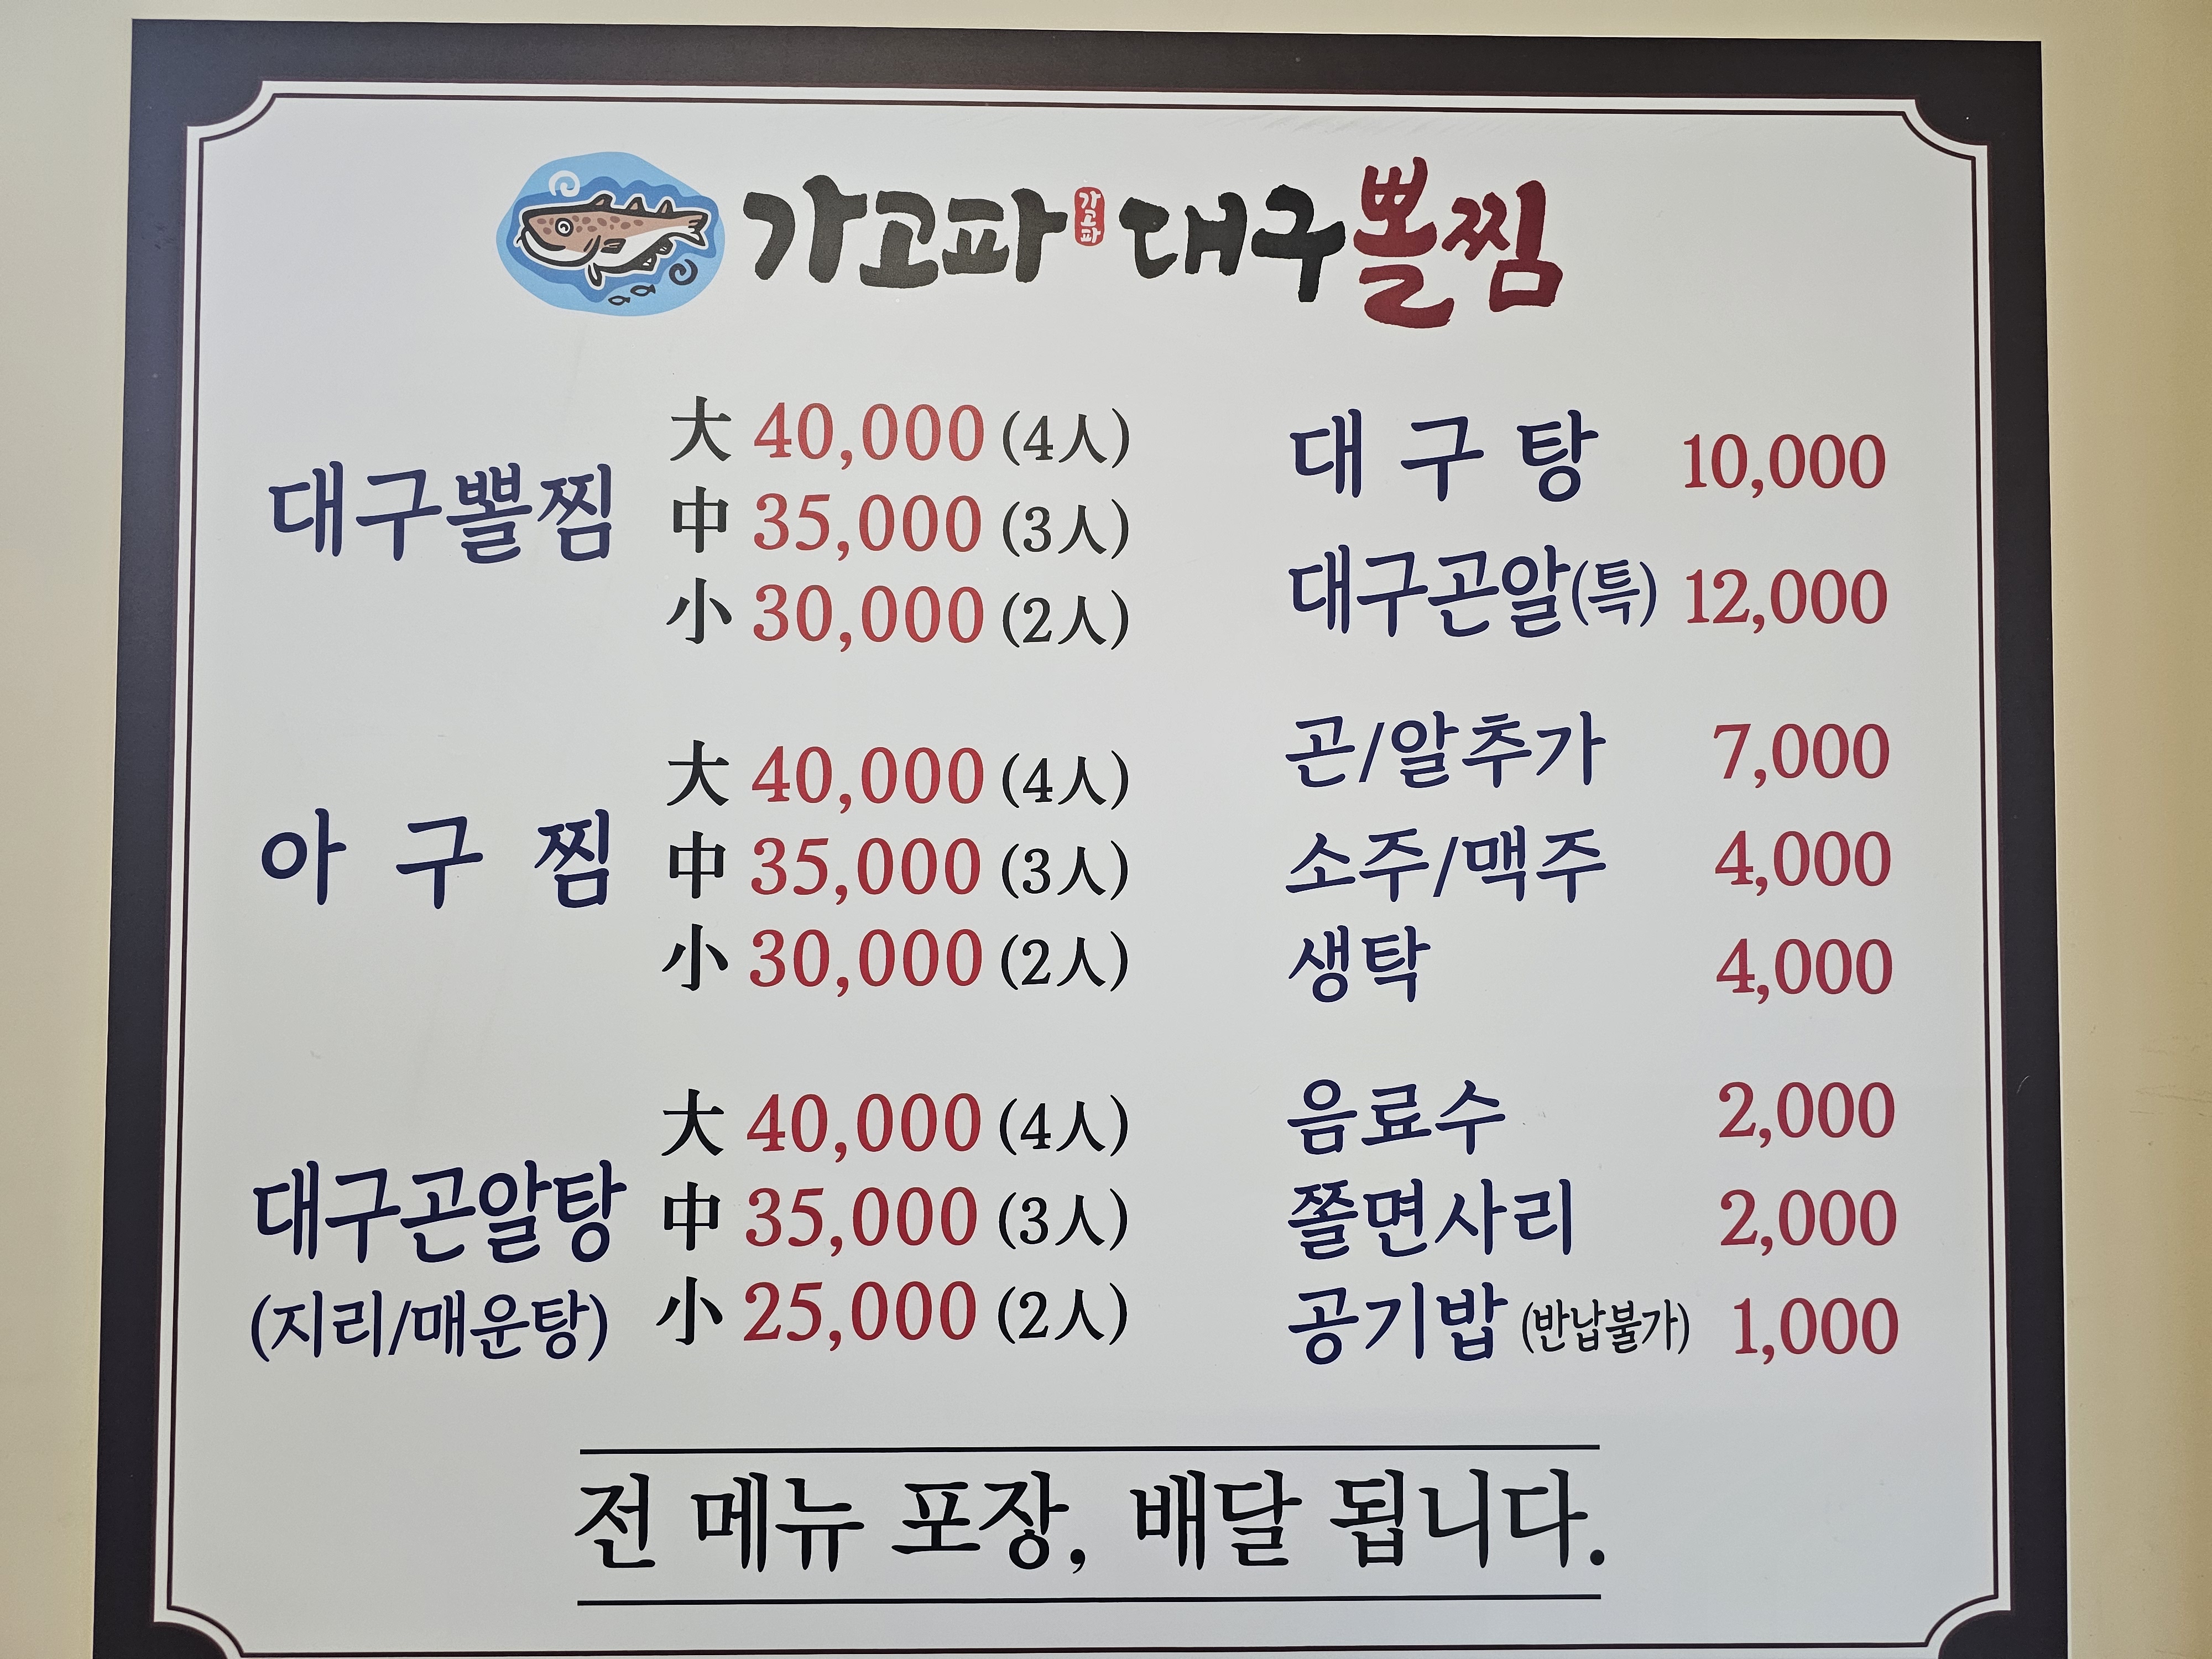 가고파 가고파 대구뽈찜
대구뽈찜
大 40,000 (4人)
中 35,000 (3人)
小 30,000 (2人)
아 구 찜
大 40,000 (4人)
中 35,000 (3人)
小 30,000 (2人)
대구곤알탕
(지리/매운탕)
大 40,000 (4人)
中 35,000 (3人)
小 25,000 (2人)
대 구 탕 10,000
대구곤알(특) 12,000
곤/알추가 7,000
소주/맥주 4,000
생탁 4,000
음료수 2,000
쫄면사리 2,000
공기밥 (반납불가) 1,000
전 메뉴 포장, 배달 됩니다.